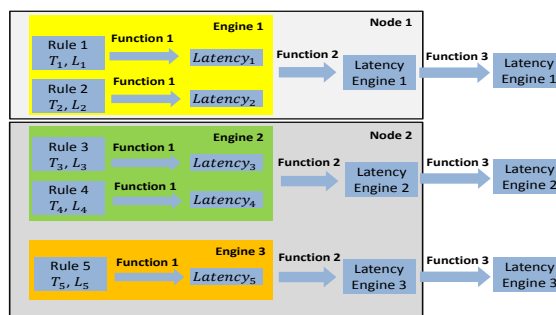 Engine 1
Node 1
Rule 1
T₁, L₁
Function 1
Latency₁
Rule 2
T₂, L₂
Function 1
Latency₂
Function 2
Latency
Engine 1
Function 3
Latency
Engine 1
Engine 2
Node 2
Rule 3
T₃, L₃
Function 1
Latency₃
Rule 4
T₄, L₄
Function 1
Latency₄
Function 2
Latency
Engine 2
Function 3
Latency
Engine 2
Engine 3
Rule 5
T₅, L₅
Function 1
Latency₅
Function 2
Latency
Engine 3
Function 3
Latency
Engine 3